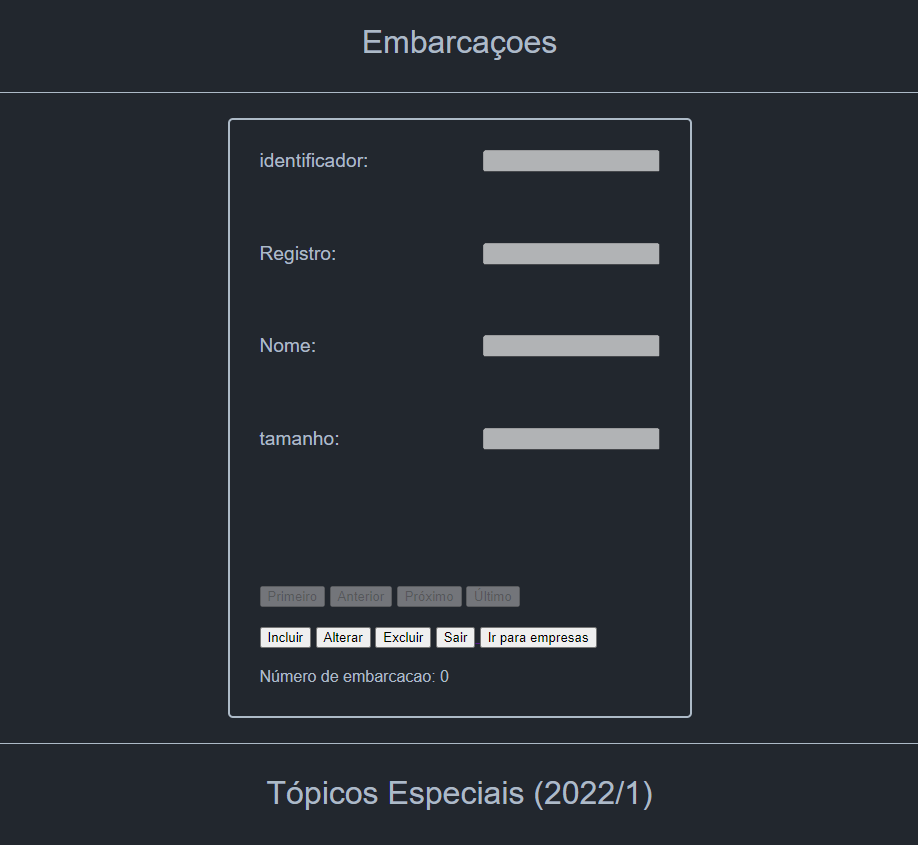 Embarcaçoes
identificador:
Registro:
Nome:
tamanho:
Primeiro Anterior Próximo Último
Incluir Alterar Excluir Sair Ir para empresas
Número de embarcacao: 0
Tópicos Especiais (2022/1)